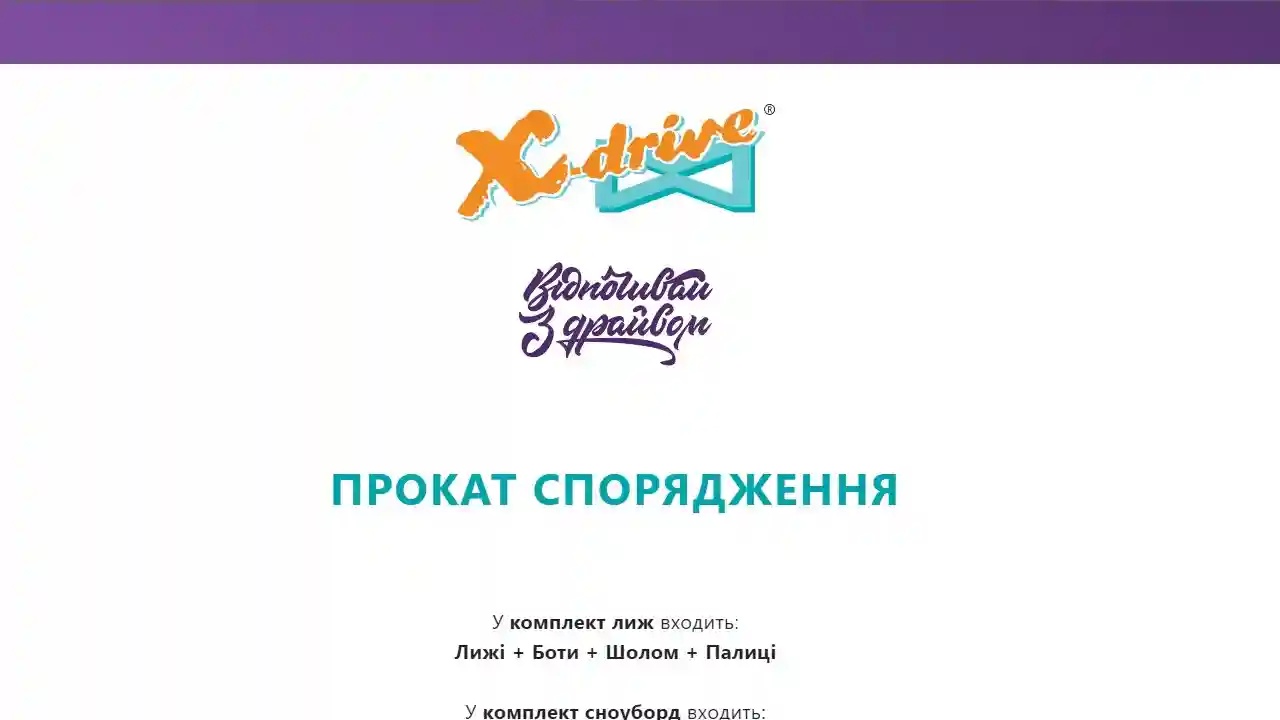 X-drive®
Відпочивай
З драйвом
ПРОКАТ СПОРЯДЖЕННЯ
У комплект лиж входить:
Лижі + Боти + Шолом + Палиці
У комплект сноуборд входить: